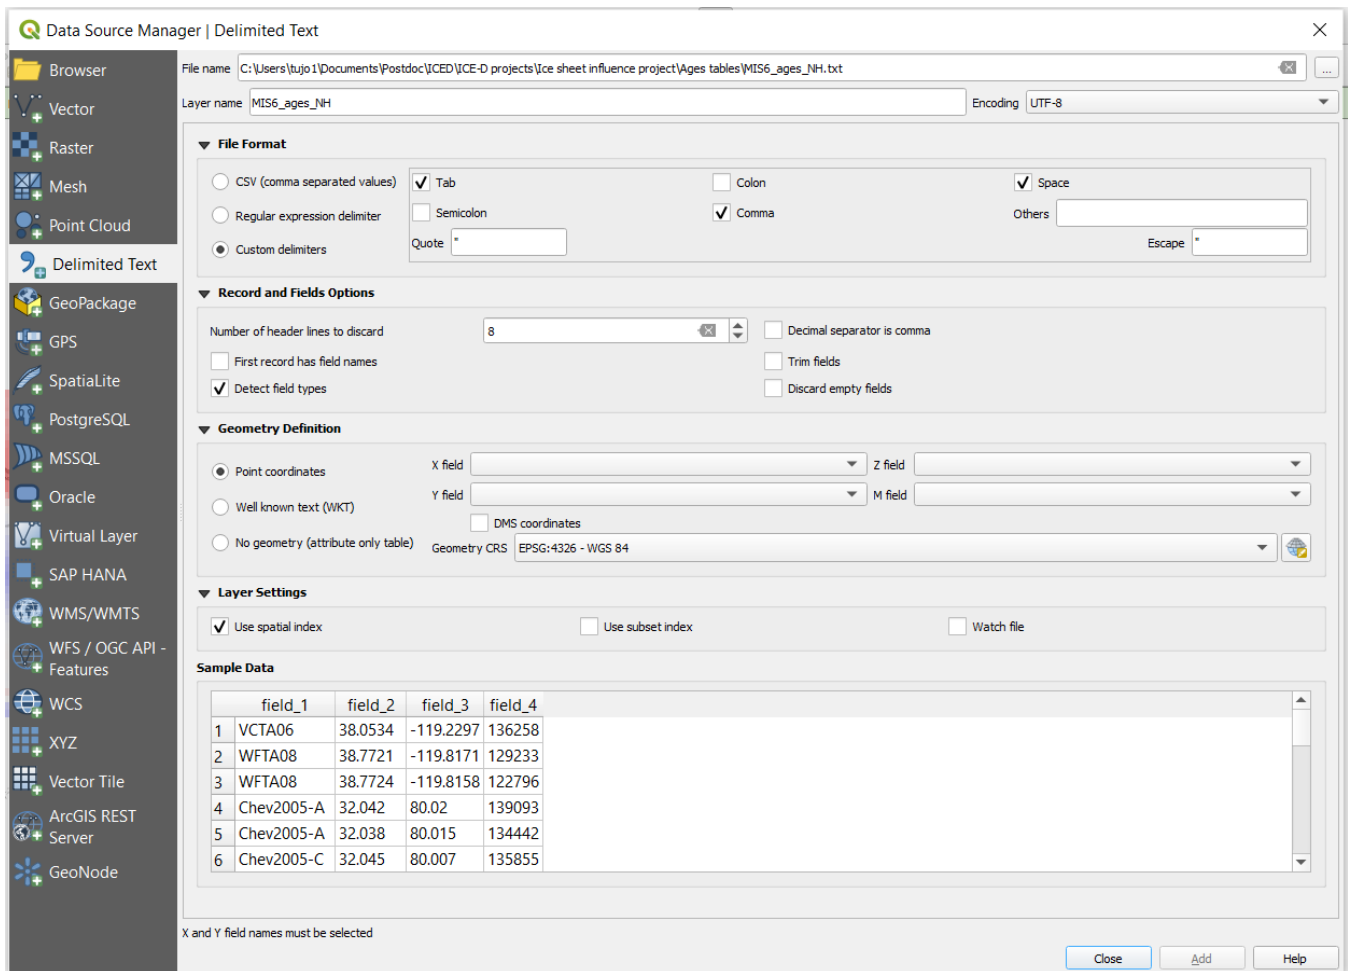 Data Source Manager | Delimited Text
Browser
Vector
Raster
Mesh
Point Cloud
Delimited Text
GeoPackage
GPS
SpatiaLite
PostgreSQL
MSSQL
Oracle
Virtual Layer
SAP HANA
WMS/WMTS
WFS / OGC API -
Features
WCS
XYZ
Vector Tile
ArcGIS REST
Server
GeoNode
File name C:\Users\tujo1\Documents\Postdoc\ICED\ICE-D projects\Ice sheet influence project\Ages tables\MIS6_ages_NH.txt ...
Layer name MIS6_ages_NH Encoding UTF-8
File Format
CSV (comma separated values) Tab Colon Space
Regular expression delimiter Semicolon Comma Others
Custom delimiters Quote " Escape "
Record and Fields Options
Number of header lines to discard 8 Decimal separator is comma
First record has field names Trim fields
Detect field types Discard empty fields
Geometry Definition
Point coordinates X field Z field
Y field M field
Well known text (WKT)
DMS coordinates
No geometry (attribute only table) Geometry CRS EPSG:4326 - WGS 84
Layer Settings
Use spatial index Use subset index Watch file
Sample Data
field_1 field_2 field_3 field_4
1 VCTA06 38.0534 -119.2297 136258
2 WFTA08 38.7721 -119.8171 129233
3 WFTA08 38.7724 -119.8158 122796
4 Chev2005-A 32.042 80.02 139093
5 Chev2005-A 32.038 80.015 134442
6 Chev2005-C 32.045 80.007 135855
X and Y field names must be selected
Close Add Help